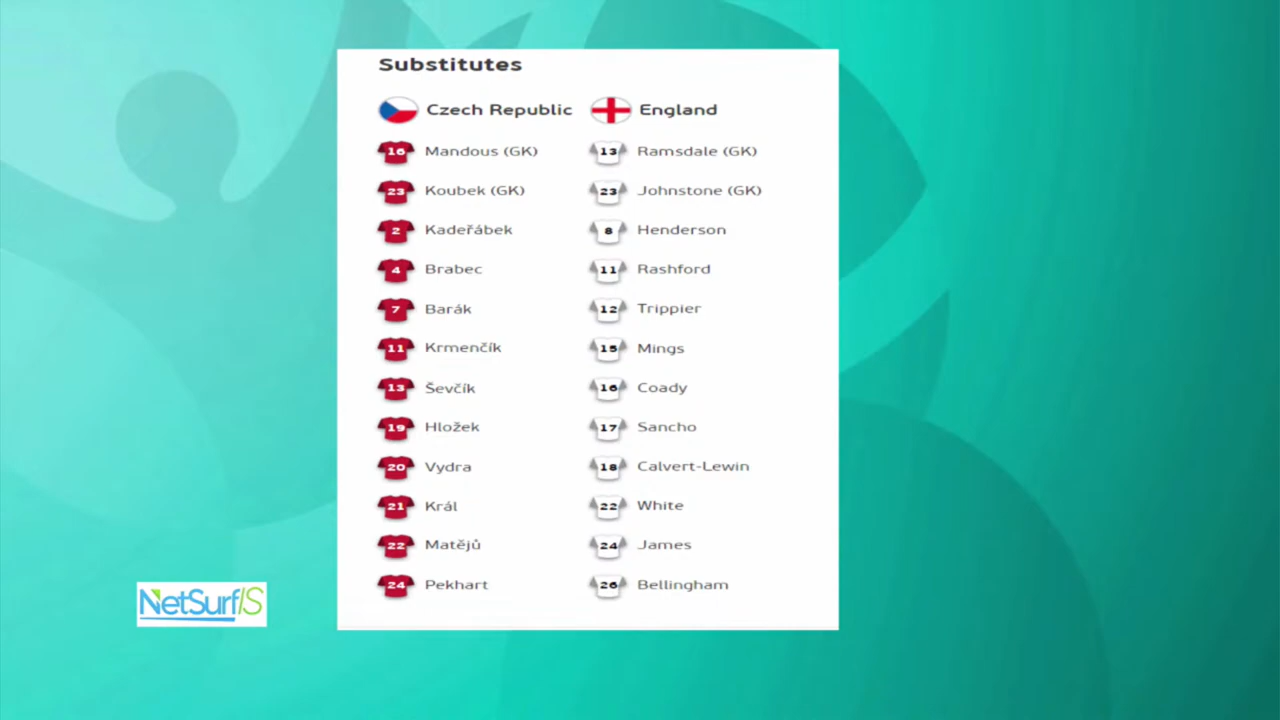 Substitutes
Czech Republic England
16 Mandous (GK) 13 Ramsdale (GK)
23 Koubek (GK) 23 Johnstone (GK)
2 Kadeřábek 8 Henderson
4 Brabec 11 Rashford
7 Barák 12 Trippier
11 Krmenčík 15 Mings
13 Ševčík 16 Coady
19 Hložek 17 Sancho
20 Vydra 18 Calvert-Lewin
21 Král 22 White
22 Matějů 24 James
24 Pekhart 26 Bellingham
NetSurf/S